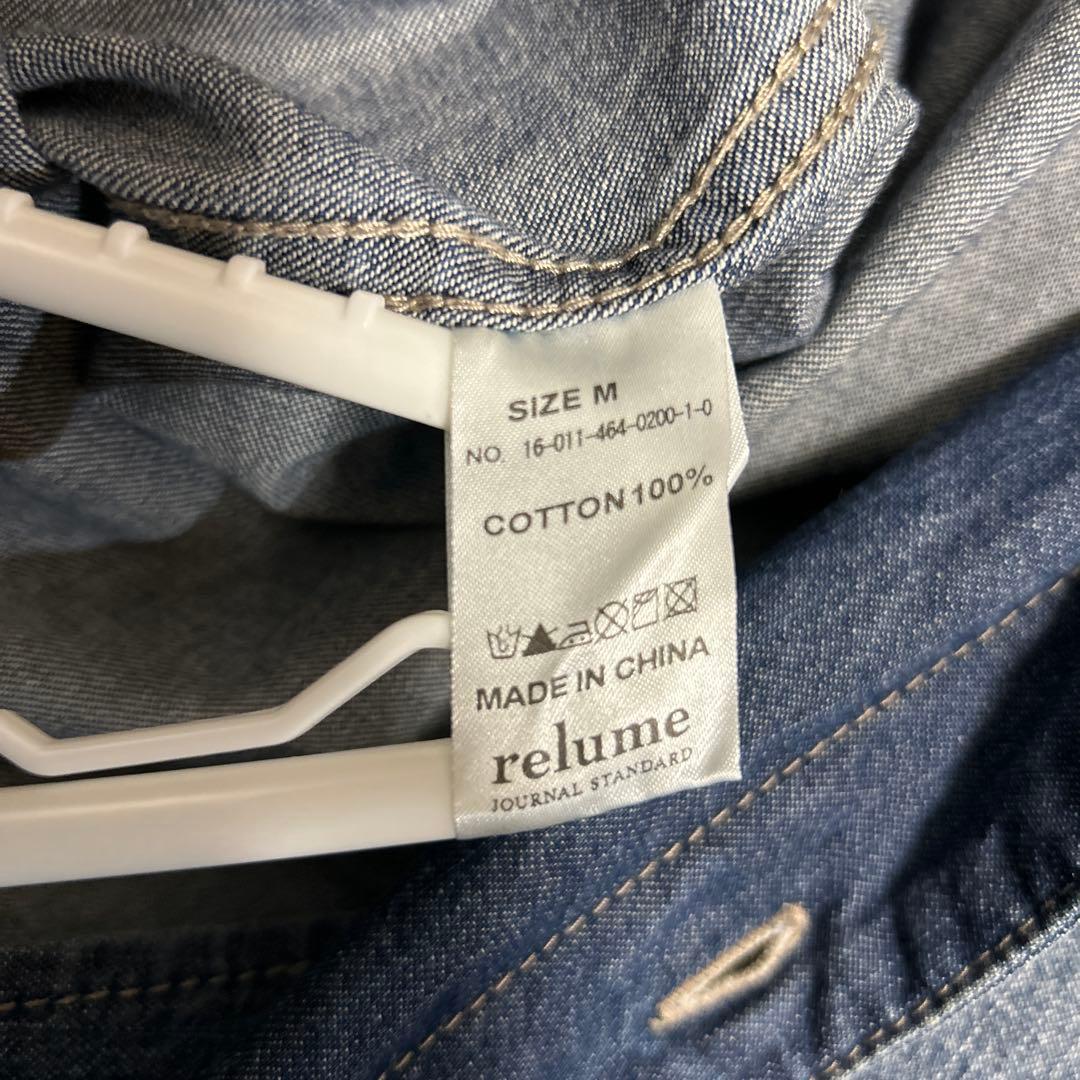 SIZE M
NO. 16-011-464-0200-1-0
COTTON 100%
MADE IN CHINA
relume
JOURNAL STANDARD